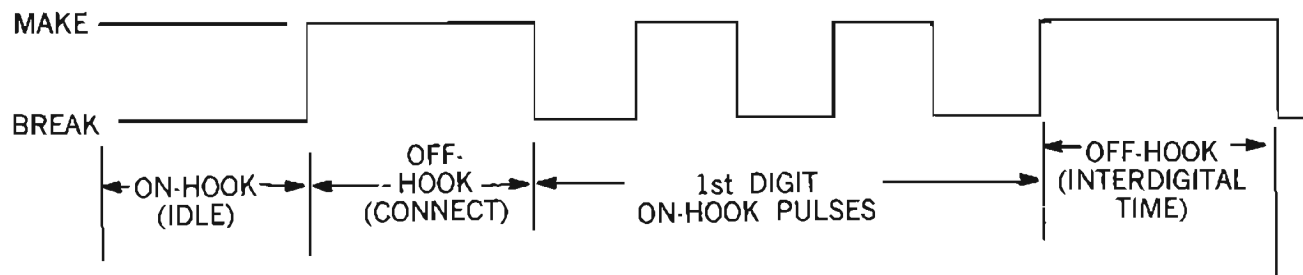 MAKE
BREAK
ON-HOOK
(IDLE)
OFF-
HOOK
(CONNECT)
1st DIGIT
ON-HOOK PULSES
OFF-HOOK
(INTERDIGITAL
TIME)